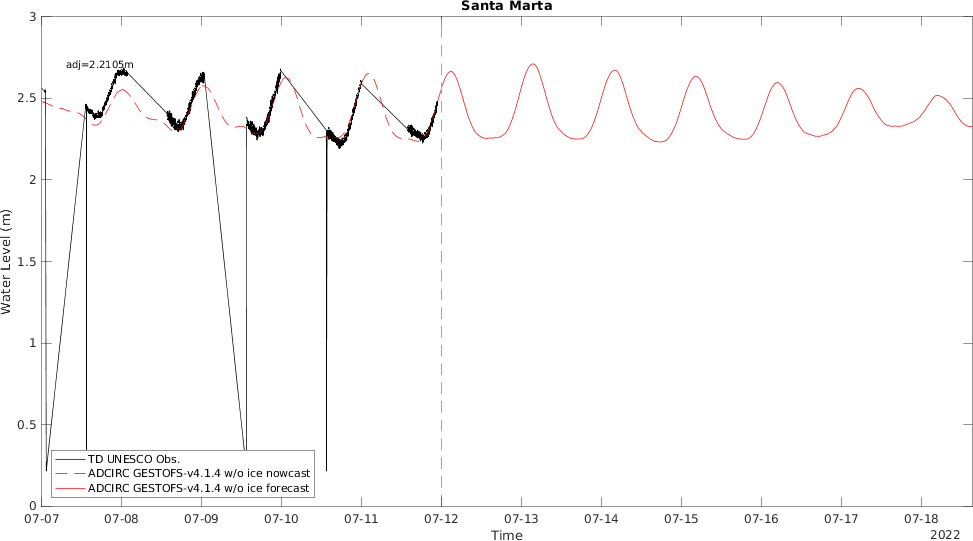 Santa Marta
adj=2.2105m
Water Level (m)
3
2.5
2
1.5
1
0.5
0
TD UNESCO Obs.
ADCIRC GESTOFS-v4.1.4 w/o ice nowcast
ADCIRC GESTOFS-v4.1.4 w/o ice forecast
07-07 07-08 07-09 07-10 07-11 07-12 07-13 07-14 07-15 07-16 07-17 07-18
Time
2022